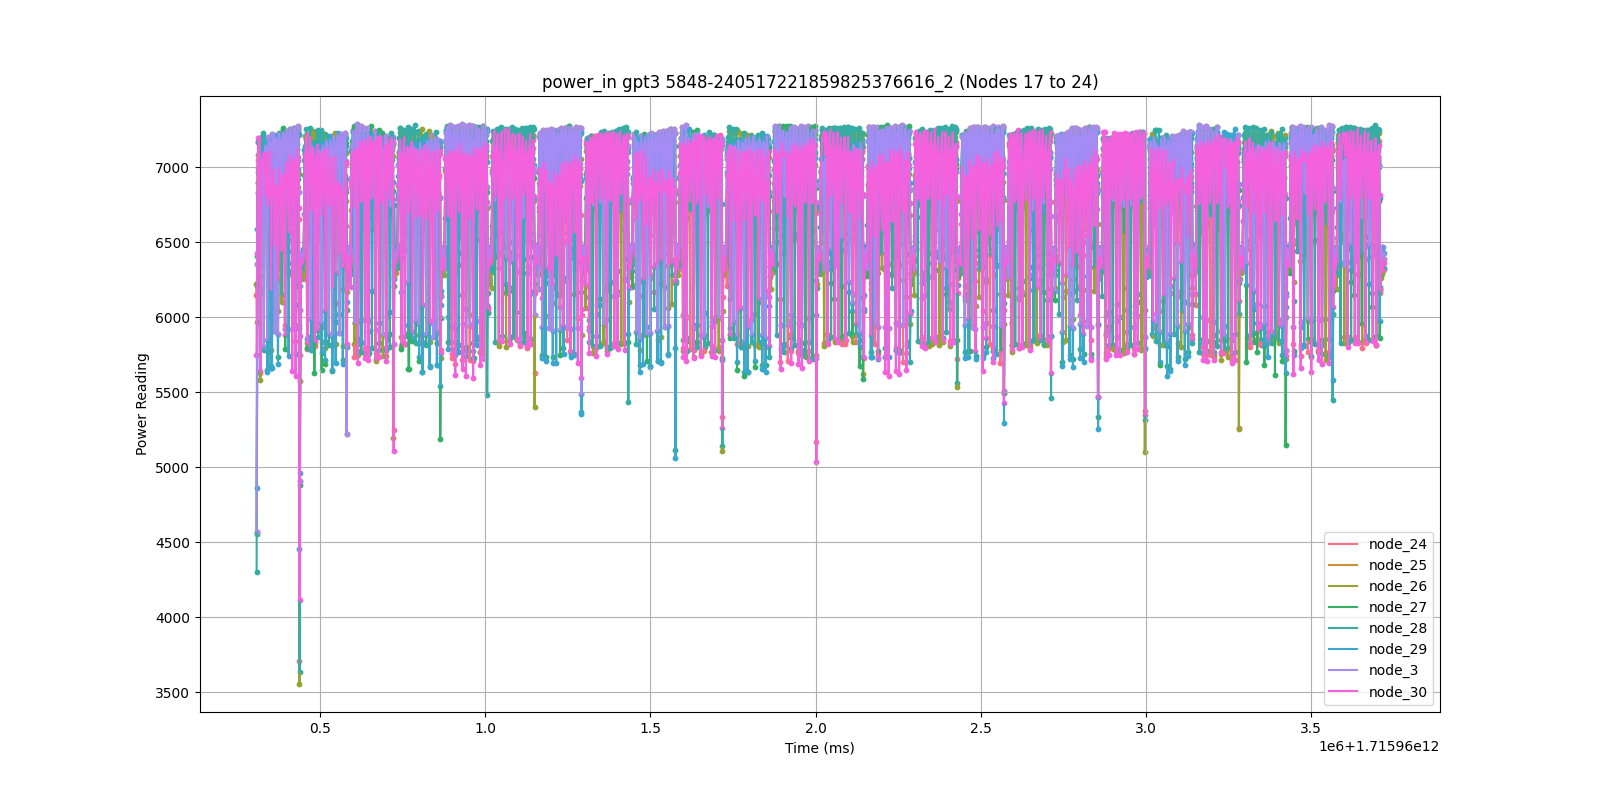 power_in gpt3 5848-240517221859825376616_2 (Nodes 17 to 24)
Power Reading
7000
6500
6000
5500
5000
4500
4000
3500
node_24
node_25
node_26
node_27
node_28
node_29
node_3
node_30
0.5 1.0 1.5 2.0 2.5 3.0 3.5
Time (ms)
1e6+1.71596e12